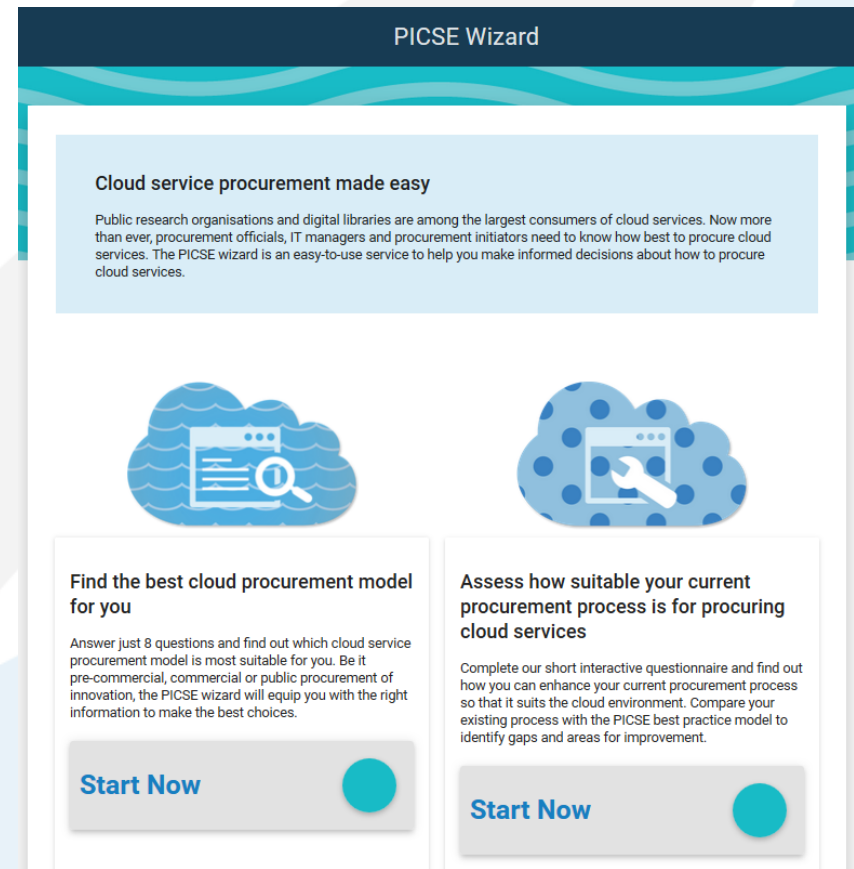 PICSE Wizard
Cloud service procurement made easy
Public research organisations and digital libraries are among the largest consumers of cloud services. Now more
than ever, procurement officials, IT managers and procurement initiators need to know how best to procure cloud
services. The PICSE wizard is an easy-to-use service to help you make informed decisions about how to procure
cloud services.
Find the best cloud procurement model
for you
Answer just 8 questions and find out which cloud service
procurement model is most suitable for you. Be it
pre-commercial, commercial or public procurement of
innovation, the PICSE wizard will equip you with the right
information to make the best choices.
Start Now
Assess how suitable your current
procurement process is for procuring
cloud services
Complete our short interactive questionnaire and find out
how you can enhance your current procurement process
so that it suits the cloud environment. Compare your
existing process with the PICSE best practice model to
identify gaps and areas for improvement.
Start Now